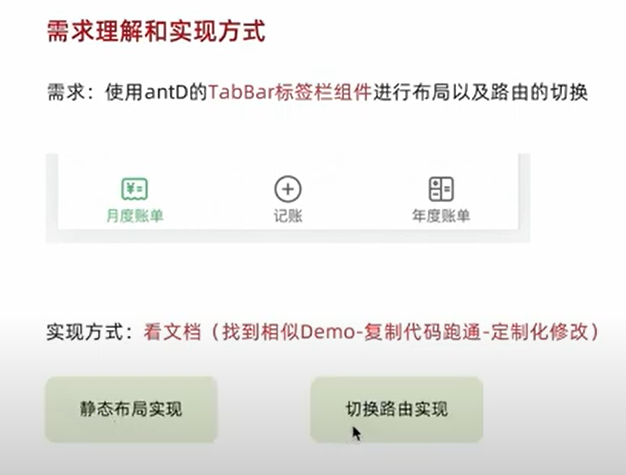 需求理解和实现方式
需求：使用antD的TabBar标签栏组件进行布局以及路由的切换
¥=
月度账单 记账 年度账单
实现方式：看文档（找到相似Demo-复制代码跑通-定制化修改）
静态布局实现 切换路由实现